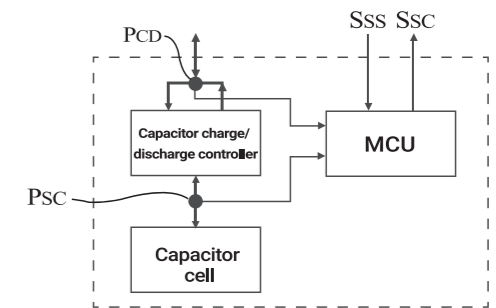 PCD
SSS SSC
Capacitor charge/
discharge controller
MCU
PSC
Capacitor
cell